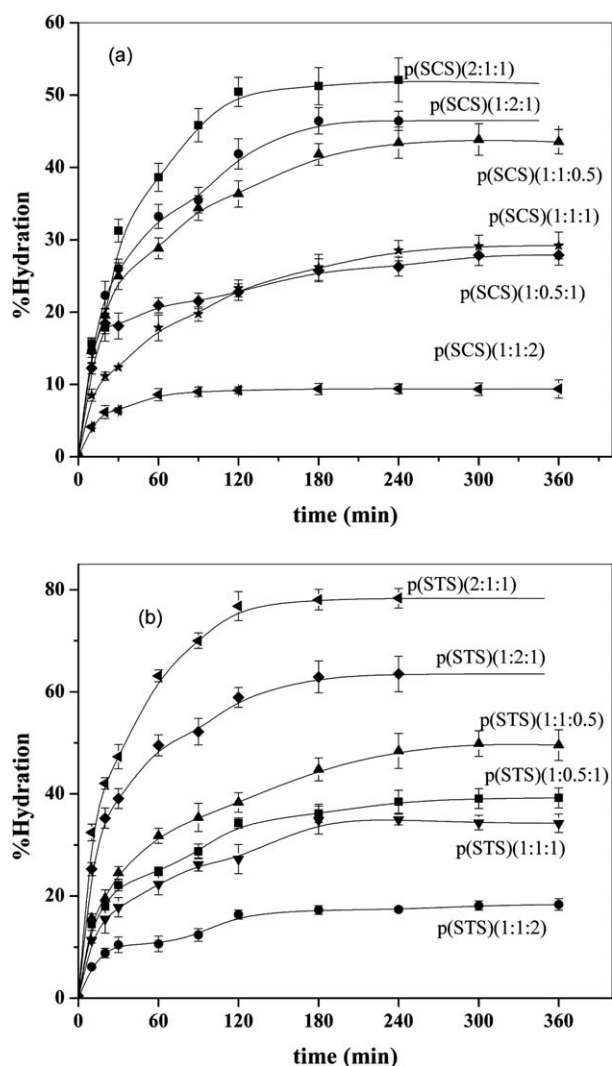 60
(a)
p(SCS)(2:1:1)
50
p(SCS)(1:2:1)
40
p(SCS)(1:1:0.5)
p(SCS)(1:1:1)
30
p(SCS)(1:0.5:1)
20
p(SCS)(1:1:2)
10
0
%Hydration
0 60 120 180 240 300 360
time (min)
(b)
80
p(STS)(2:1:1)
p(STS)(1:2:1)
60
p(STS)(1:1:0.5)
p(STS)(1:0.5:1)
40
p(STS)(1:1:1)
20
p(STS)(1:1:2)
0
%Hydration
0 60 120 180 240 300 360
time (min)